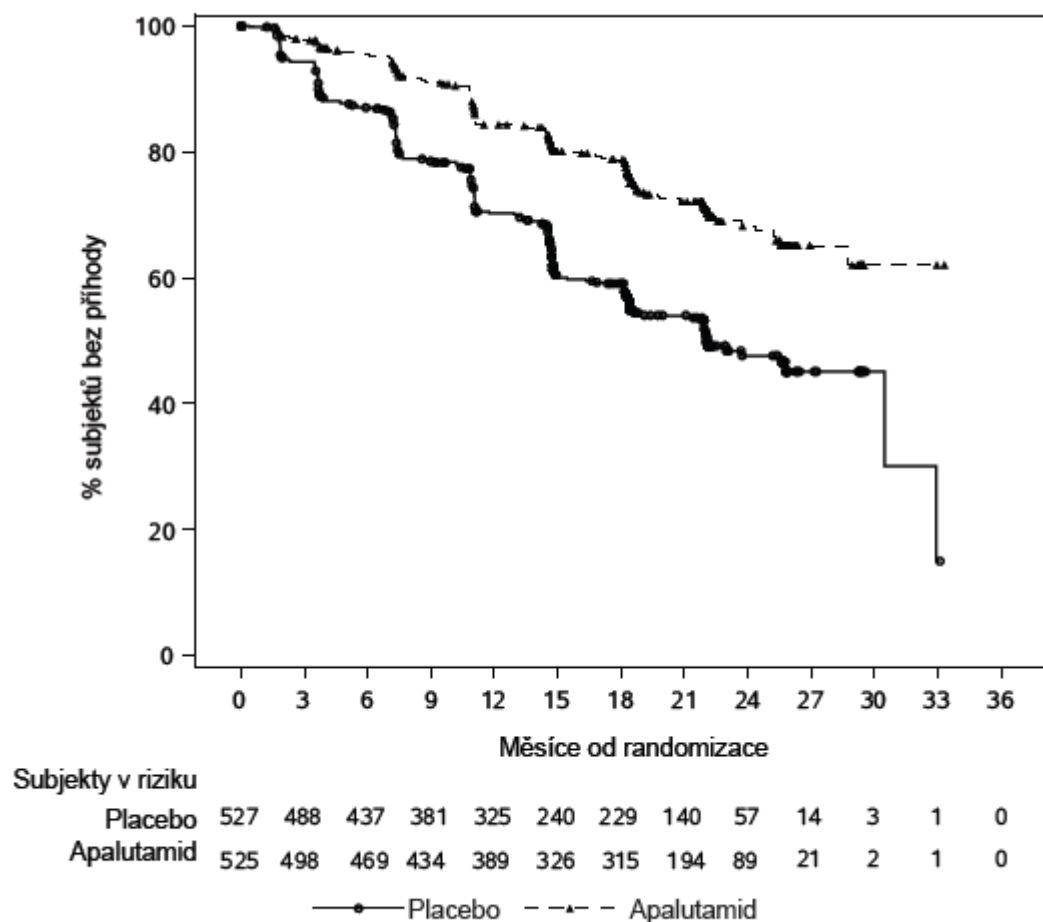 % subjektů bez příhody
100
80
60
40
20
0
0 3 6 9 12 15 18 21 24 27 30 33 36
Měsíce od randomizace
Subjekty v riziku
Placebo 527 488 437 381 325 240 229 140 57 14 3 1 0
Apalutamid 525 498 469 434 389 326 315 194 89 21 2 1 0
Placebo Apalutamid